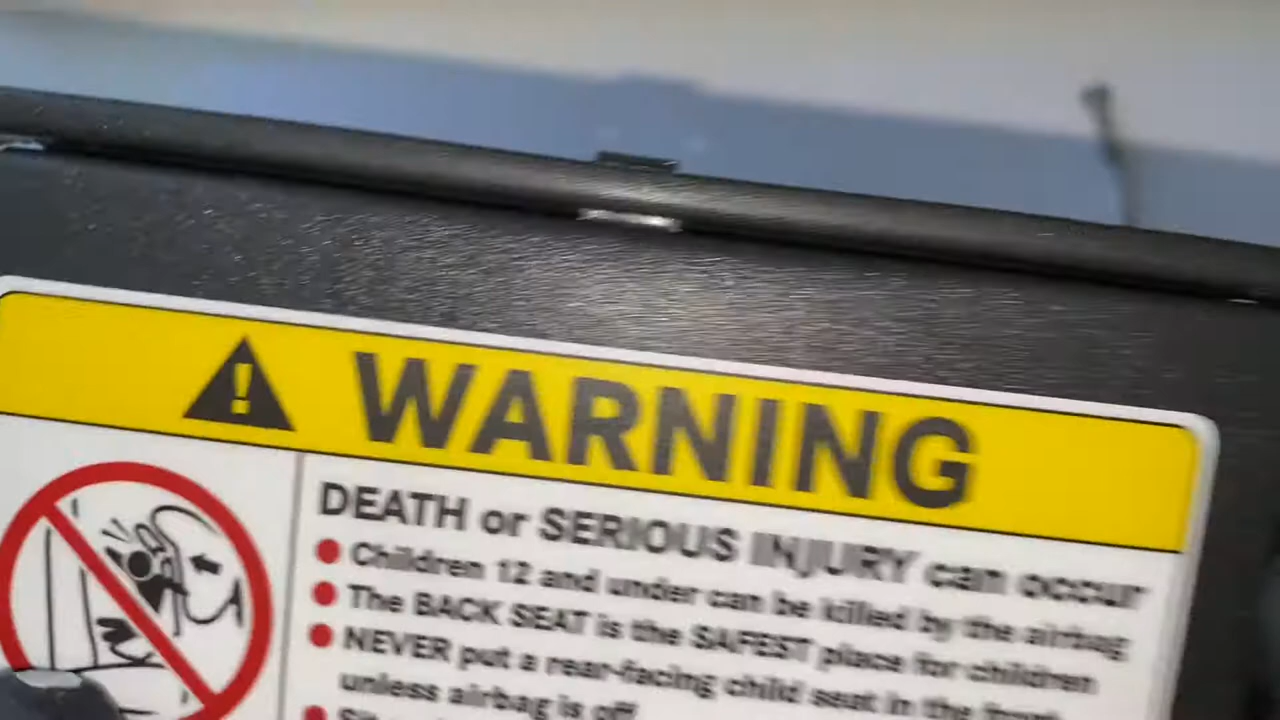 WARNING
DEATH or SERIOUS INJURY can occur
Children 12 and under can be killed by the airbag
The BACK SEAT is the SAFEST place for children
NEVER put a rear-facing child seat in the front
unless airbag is off